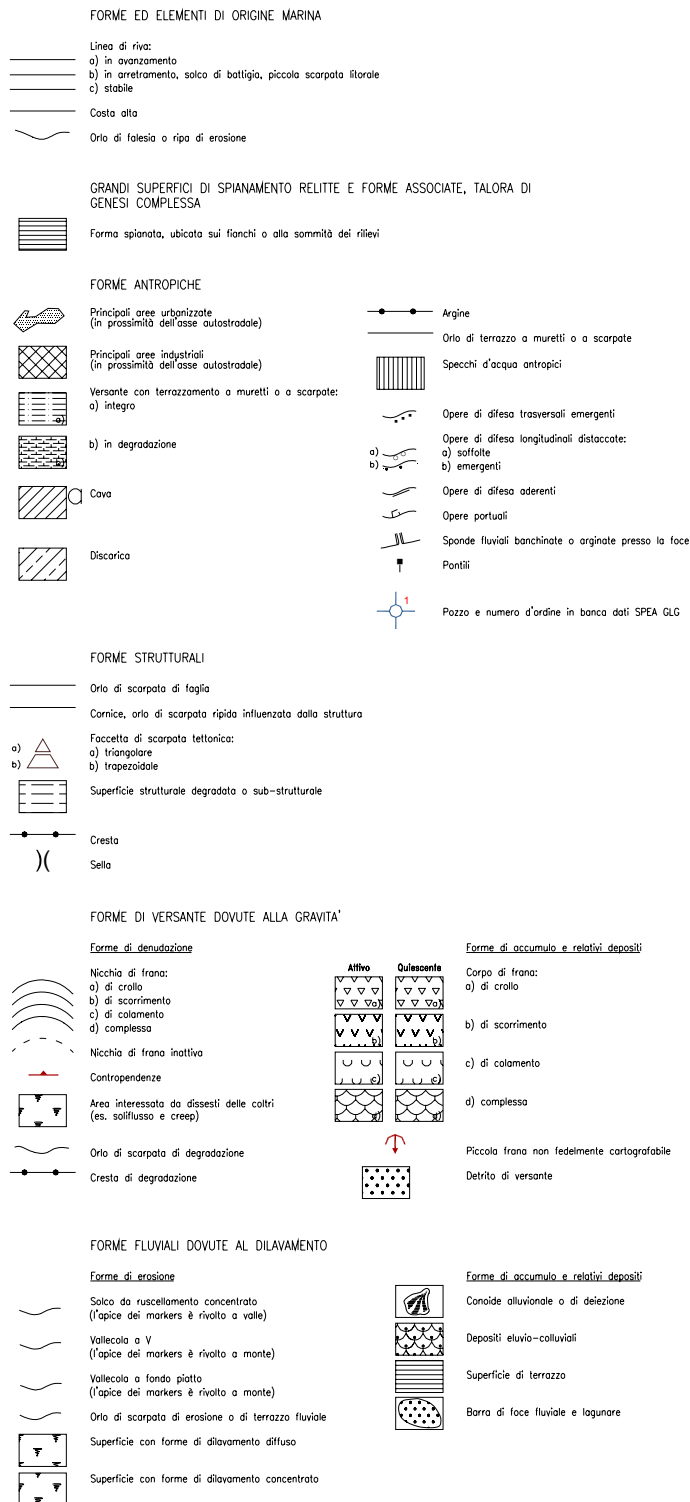 FORME ED ELEMENTI DI ORIGINE MARINA
Linea di riva:
a) in avanzamento
b) in arretramento, solco di battigia, piccola scarpata litorale
c) stabile
Costa alta
Orlo di falesia o ripa di erosione
GRANDI SUPERFICI DI SPIANAMENTO RELITTE E FORME ASSOCIATE, TALORA DI
GENESI COMPLESSA
Forma spianata, ubicata sui fianchi o alla sommità dei rilievi
FORME ANTROPICHE
Principali aree urbanizzate
(in prossimità dell'asse autostradale)
Principali aree industriali
(in prossimità dell'asse autostradale)
Versante con terrazzamento a muretti o a scarpate:
a) integro
a)
b) in degradazione
b)
Cava
Discarica
Argine
Orlo di terrazzo a muretti o a scarpate
Specchi d'acqua antropici
Opere di difesa trasversali emergenti
Opere di difesa longitudinali distaccate:
a) a) soffolte
b) b) emergenti
Opere di difesa aderenti
Opere portuali
Sponde fluviali banchinate o arginate presso la foce
Pontili
1
Pozzo e numero d'ordine in banca dati SPEA GLG
FORME STRUTTURALI
Orlo di scarpata di faglia
Cornice, orlo di scarpata ripida influenzata dalla struttura
Faccetta di scarpata tettonica:
a) a) triangolare
b) b) trapezoidale
Superficie strutturale degradata o sub-strutturale
Cresta
Sella
FORME DI VERSANTE DOVUTE ALLA GRAVITA'
Forme di denudazione
Nicchia di frana:
a) di crollo
b) di scorrimento
c) di colamento
d) complessa
Nicchia di frana inattiva
Contropendenze
Area interessata da dissesti delle coltri
(es. soliflusso e creep)
Orlo di scarpata di degradazione
Cresta di degradazione
Forme di accumulo e relativi depositi
Attivo Quiescente Corpo di frana:
a) a) a) di crollo
b) b) b) di scorrimento
c) c) c) di colamento
d) d) d) complessa
Piccola frana non fedelmente cartografabile
Detrito di versante
FORME FLUVIALI DOVUTE AL DILAVAMENTO
Forme di erosione
Solco da ruscellamento concentrato
(l'apice dei markers è rivolto a valle)
Vallecola a V
(l'apice dei markers è rivolto a monte)
Vallecola a fondo piatto
(l'apice dei markers è rivolto a monte)
Orlo di scarpata di erosione o di terrazzo fluviale
Superficie con forme di dilavamento diffuso
Superficie con forme di dilavamento concentrato
Forme di accumulo e relativi depositi
Conoide alluvionale o di deiezione
Depositi eluvio-colluviali
Superficie di terrazzo
Barra di foce fluviale e lagunare